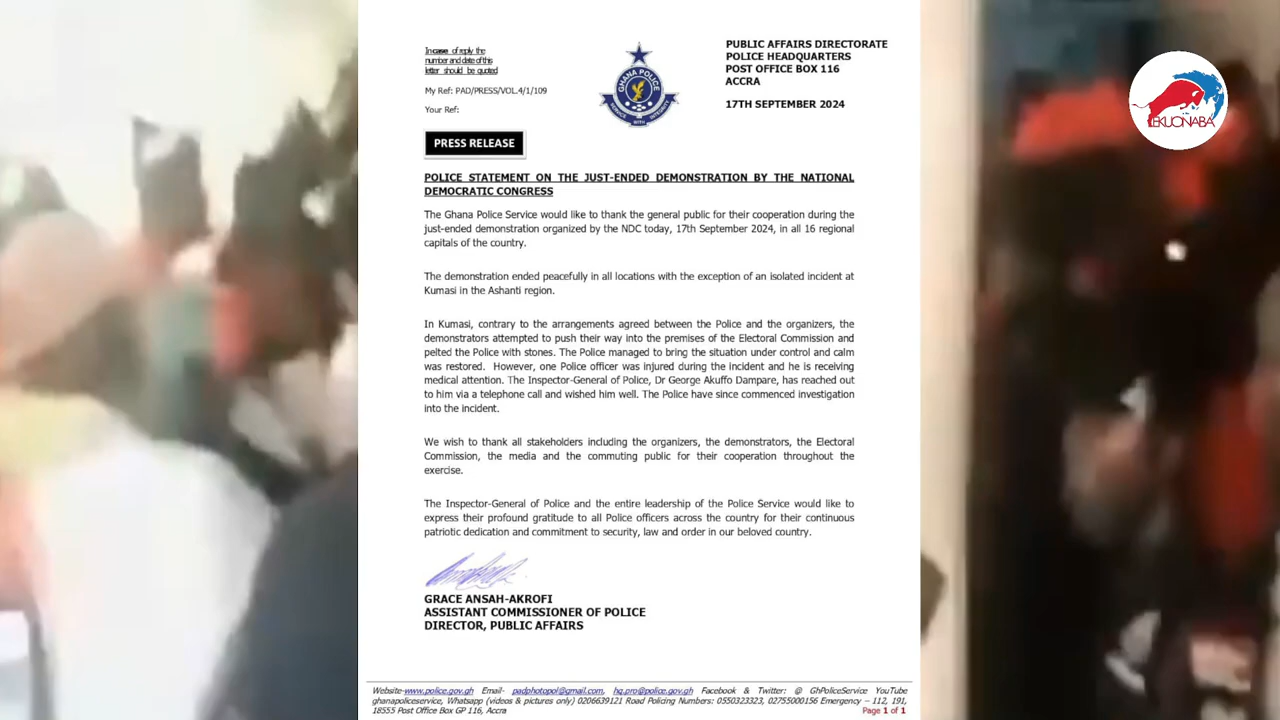 In case of reply the
number and date of this
letter should be quoted
My Ref: PAD/PRESS/VOL.4/1/109
Your Ref:
GHANA POLICE
SERVICE WITH INTEGRITY
PUBLIC AFFAIRS DIRECTORATE
POLICE HEADQUARTERS
POST OFFICE BOX 116
ACCRA
17TH SEPTEMBER 2024
EKUONABA
PRESS RELEASE
POLICE STATEMENT ON THE JUST-ENDED DEMONSTRATION BY THE NATIONAL
DEMOCRATIC CONGRESS
The Ghana Police Service would like to thank the general public for their cooperation during the
just-ended demonstration organized by the NDC today, 17th September 2024, in all 16 regional
capitals of the country.
The demonstration ended peacefully in all locations with the exception of an isolated incident at
Kumasi in the Ashanti region.
In Kumasi, contrary to the arrangements agreed between the Police and the organizers, the
demonstrators attempted to push their way into the premises of the Electoral Commission and
pelted the Police with stones. The Police managed to bring the situation under control and calm
was restored. However, one Police officer was injured during the incident and he is receiving
medical attention. The Inspector-General of Police, Dr George Akuffo Dampare, has reached out
to him via a telephone call and wished him well. The Police have since commenced investigation
into the incident.
We wish to thank all stakeholders including the organizers, the demonstrators, the Electoral
Commission, the media and the commuting public for their cooperation throughout the
exercise.
The Inspector-General of Police and the entire leadership of the Police Service would like to
express their profound gratitude to all Police officers across the country for their continuous
patriotic dedication and commitment to security, law and order in our beloved country.
GRACE ANSAH-AKROFI
ASSISTANT COMMISSIONER OF POLICE
DIRECTOR, PUBLIC AFFAIRS
Website-www.police.gov.gh Email- padphotopol@gmail.com, hq.pro@police.gov.gh Facebook & Twitter: @ GhPoliceService YouTube
ghanapoliceservice, Whatsapp (videos & pictures only) 0206639121 Road Policing Numbers: 0550323323, 02755000156 Emergency – 112, 191,
18555 Post Office Box GP 116, Accra
Page 1 of 1